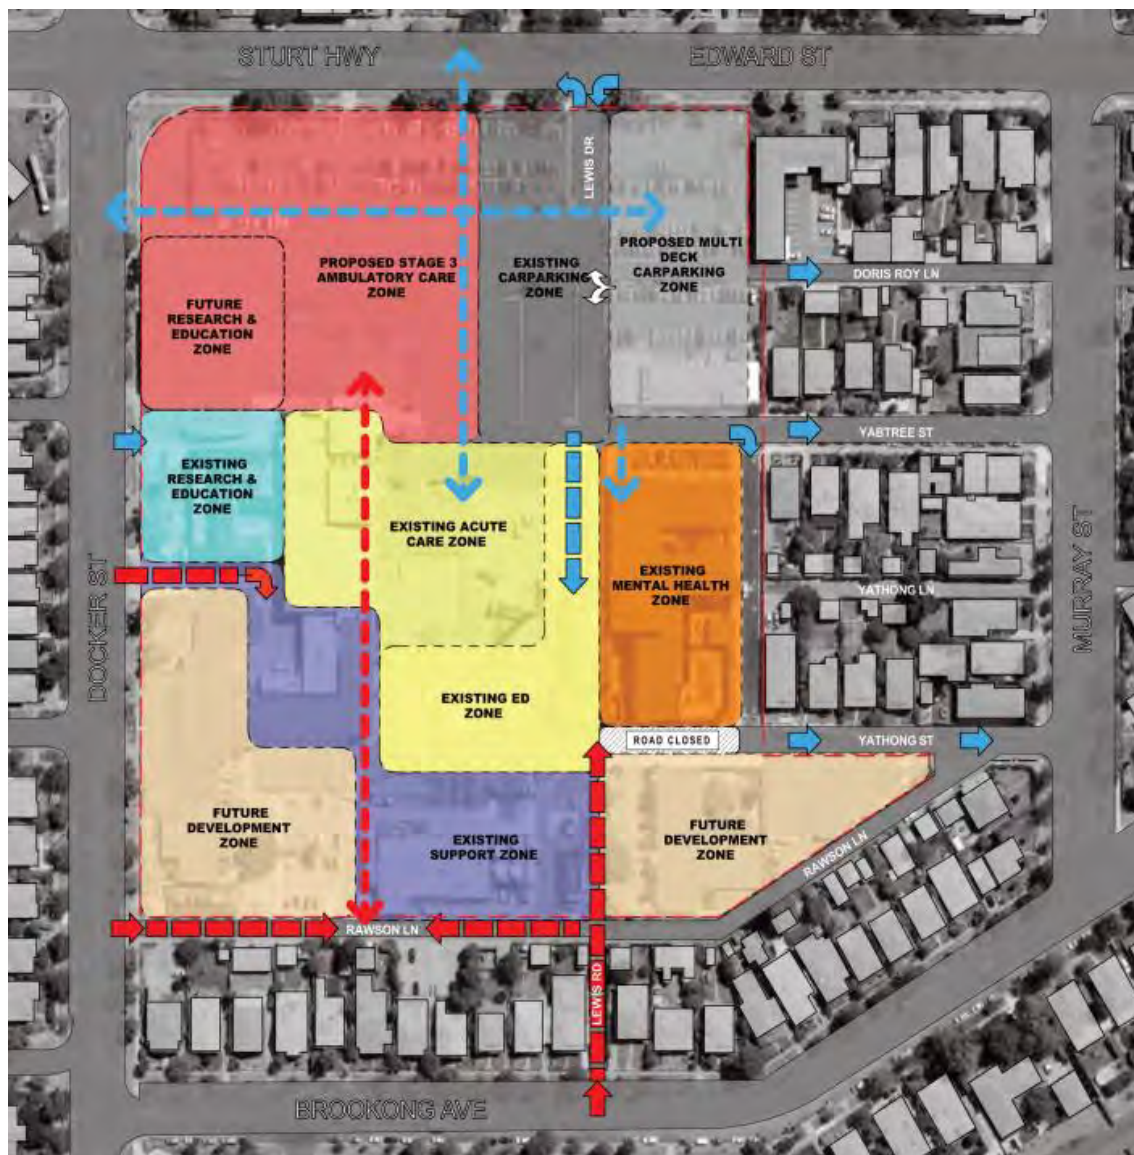 STURT HWY
EDWARD ST
LEWIS DR
PROPOSED STAGE 3
AMBULATORY CARE
ZONE
EXISTING
CARPARKING
ZONE
PROPOSED MULTI
DECK
CARPARKING
ZONE
DORIS ROY LN
FUTURE
RESEARCH &
EDUCATION
ZONE
YABTREE ST
EXISTING
RESEARCH &
EDUCATION
ZONE
EXISTING ACUTE
CARE ZONE
EXISTING
MENTAL HEALTH
ZONE
YATHONG LN
DOCKER ST
MURRAY ST
EXISTING ED
ZONE
ROAD CLOSED
YATHONG ST
FUTURE
DEVELOPMENT
ZONE
EXISTING
SUPPORT ZONE
FUTURE
DEVELOPMENT
ZONE
RAWSON LN
RAWSON LN
LEWIS RD
BROOKONG AVE